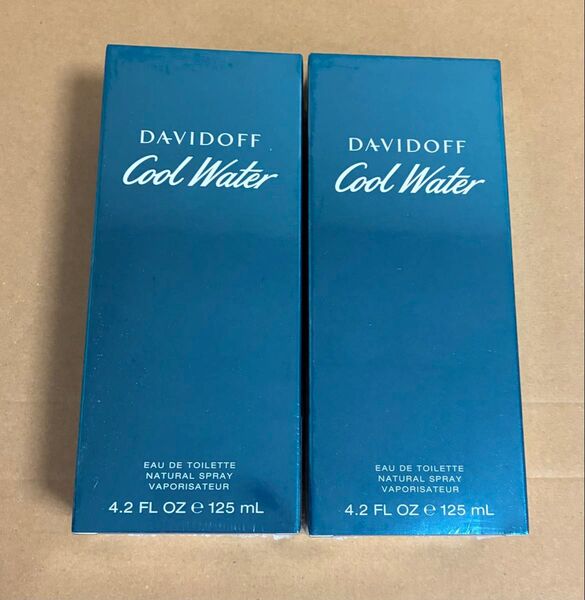 DAVIDOFF
Cool Water
EAU DE TOILETTE
NATURAL SPRAY
VAPORISATEUR
4.2 FL OZ ℮ 125 mL
DAVIDOFF
Cool Water
EAU DE TOILETTE
NATURAL SPRAY
VAPORISATEUR
4.2 FL OZ ℮ 125 mL